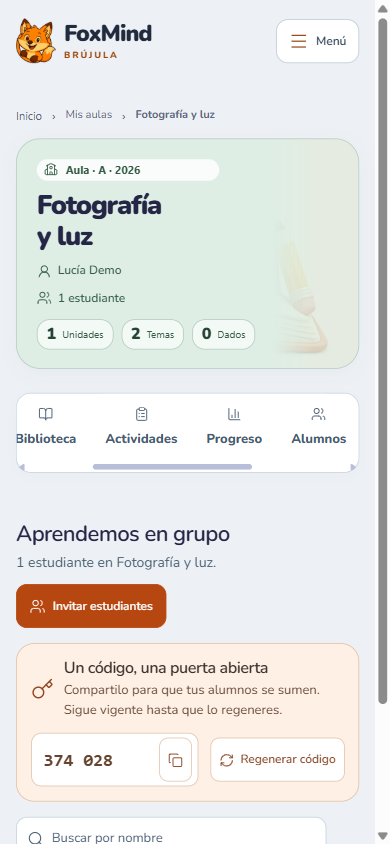 FoxMind
BRÚJULA
Menú
Inicio › Mis aulas › Fotografía y luz
Aula · A · 2026
Fotografía
y luz
Lucía Demo
1 estudiante
1 Unidades 2 Temas 0 Dados
Biblioteca Actividades Progreso Alumnos
Aprendemos en grupo
1 estudiante en Fotografía y luz.
Invitar estudiantes
Un código, una puerta abierta
Compartilo para que tus alumnos se sumen.
Sigue vigente hasta que lo regeneres.
374 028
Regenerar código
Buscar por nombre